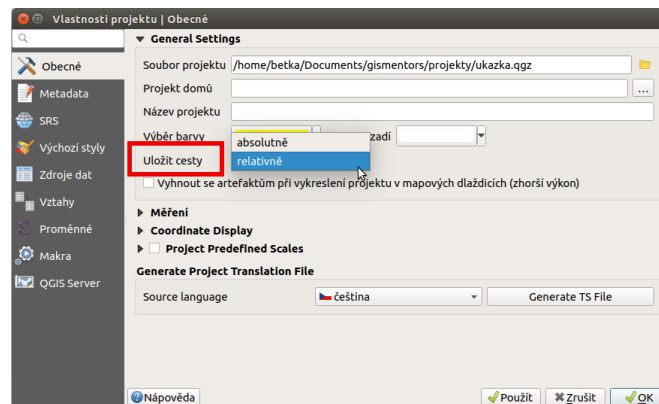 Vlastnosti projektu | Obecné
General Settings
Obecné
Soubor projektu /home/betka/Documents/gismentors/projekty/ukazka.qgz
Metadata
Projekt domů ...
SRS
Název projektu
Výchozí styly
Výběr barvy absolutně zadí
Uložit cesty relativně
Zdroje dat
Vyhnout se artefaktům při vykreslení projektu v mapových dlaždicích (zhorší výkon)
Vztahy
Měření
Proměnné
Coordinate Display
Makra
Project Predefined Scales
QGIS Server
Generate Project Translation File
Source language čeština Generate TS File
Nápověda Použít Zrušit OK